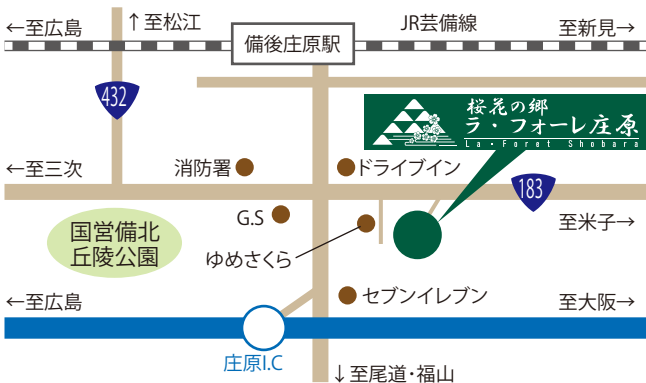 ←至広島
↑至松江
備後庄原駅
JR芸備線
至新見→
432
桜花の郷
ラ・フォーレ庄原
La・Foret Shobara
←至三次
消防署
ドライブイン
183
G.S
国営備北
丘陵公園
ゆめさくら
至米子→
←至広島
セブンイレブン
至大阪→
庄原I.C
↓至尾道・福山